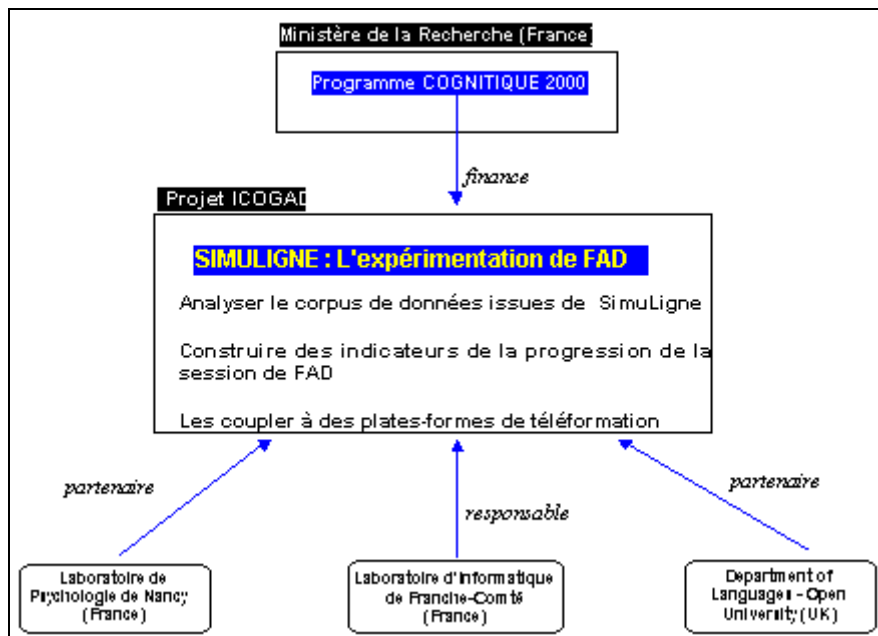 Ministère de la Recherche (France)
Programme COGNITIQUE 2000
finance
Projet ICOGAD
SIMULIGNE : L'expérimentation de FAD
Analyser le corpus de données issues de SimuLigne
Construire des indicateurs de la progression de la
session de FAD
Les coupler à des plates-formes de téléformation
partenaire
responsable
partenaire
Laboratoire de
Psychologie de Nancy
(France)
Laboratoire d'Informatique
de Franche-Comté
(France)
Department of
Languages - Open
University (UK)